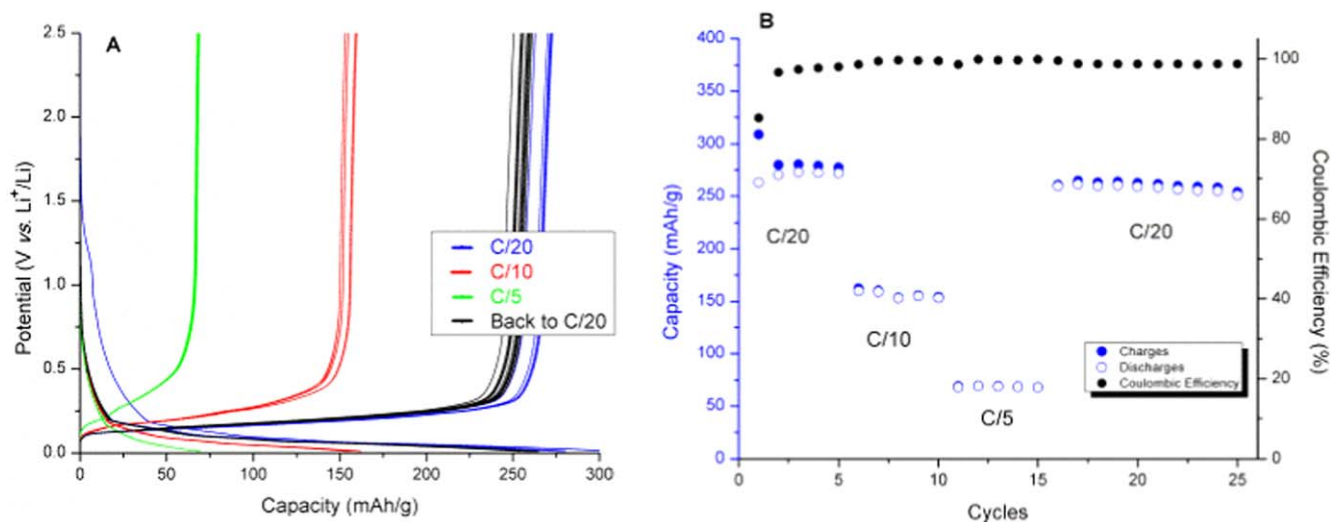 A
2.5
2.0
1.5
1.0
0.5
0.0
Potential (V vs. Li⁺/Li)
C/20
C/10
C/5
Back to C/20
0 50 100 150 200 250 300
Capacity (mAh/g)
B
400
350
300
250
200
150
100
50
0
Capacity (mAh/g)
100
80
60
40
20
0
Coulombic Efficiency (%)
C/20
C/20
C/10
C/5
Charges
Discharges
Coulombic Efficiency
0 5 10 15 20 25
Cycles